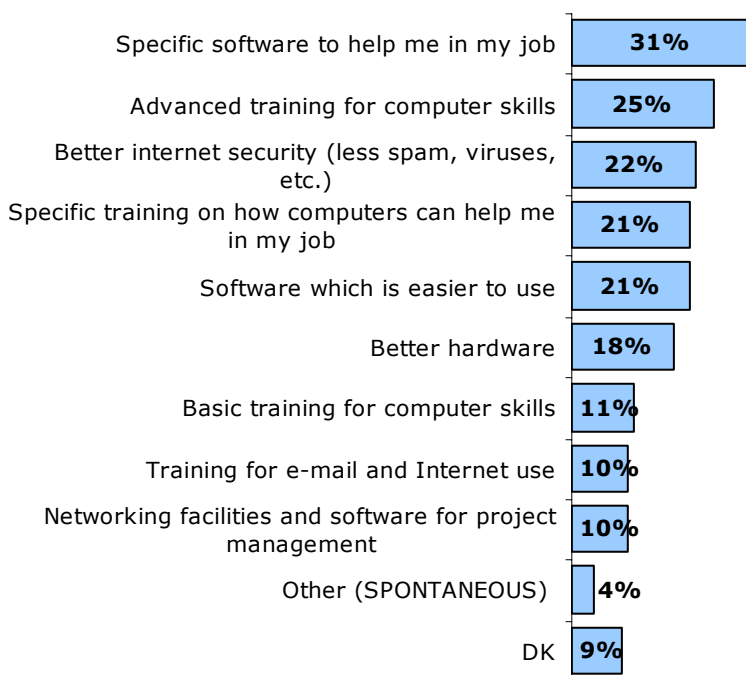 Specific software to help me in my job 31%
Advanced training for computer skills 25%
Better internet security (less spam, viruses,
etc.) 22%
Specific training on how computers can help me
in my job 21%
Software which is easier to use 21%
Better hardware 18%
Basic training for computer skills 11%
Training for e-mail and Internet use 10%
Networking facilities and software for project
management 10%
Other (SPONTANEOUS) 4%
DK 9%